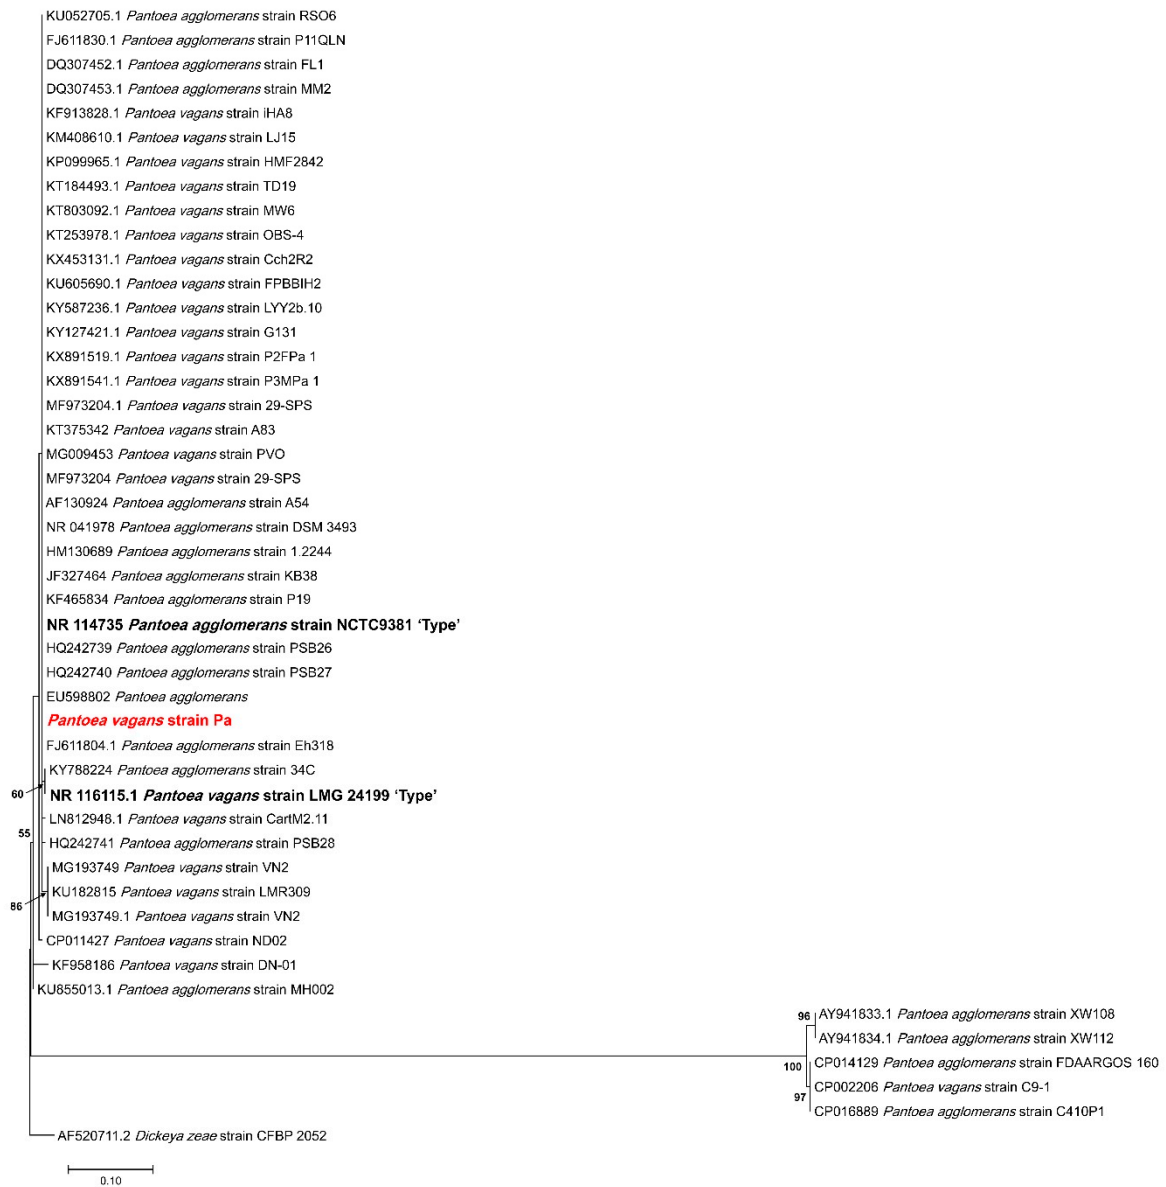 KU052705.1 Pantoea agglomerans strain RSO6
FJ611830.1 Pantoea agglomerans strain P11QLN
DQ307452.1 Pantoea agglomerans strain FL1
DQ307453.1 Pantoea agglomerans strain MM2
KF913828.1 Pantoea vagans strain iHA8
KM408610.1 Pantoea vagans strain LJ15
KP099965.1 Pantoea vagans strain HMF2842
KT184493.1 Pantoea vagans strain TD19
KT803092.1 Pantoea vagans strain MW6
KT253978.1 Pantoea vagans strain OBS-4
KX453131.1 Pantoea vagans strain Cch2R2
KU605690.1 Pantoea vagans strain FPBBIH2
KY587236.1 Pantoea vagans strain LYY2b.10
KY127421.1 Pantoea vagans strain G131
KX891519.1 Pantoea vagans strain P2FPa 1
KX891541.1 Pantoea vagans strain P3MPa 1
MF973204.1 Pantoea vagans strain 29-SPS
KT375342 Pantoea vagans strain A83
MG009453 Pantoea vagans strain PVO
MF973204 Pantoea vagans strain 29-SPS
AF130924 Pantoea agglomerans strain A54
NR 041978 Pantoea agglomerans strain DSM 3493
HM130689 Pantoea agglomerans strain 1.2244
JF327464 Pantoea agglomerans strain KB38
KF465834 Pantoea agglomerans strain P19
NR 114735 Pantoea agglomerans strain NCTC9381 ‘Type’
HQ242739 Pantoea agglomerans strain PSB26
HQ242740 Pantoea agglomerans strain PSB27
EU598802 Pantoea agglomerans
Pantoea vagans strain Pa
FJ611804.1 Pantoea agglomerans strain Eh318
KY788224 Pantoea agglomerans strain 34C
60
NR 116115.1 Pantoea vagans strain LMG 24199 ‘Type’
LN812948.1 Pantoea vagans strain CartM2.11
55
HQ242741 Pantoea agglomerans strain PSB28
MG193749 Pantoea vagans strain VN2
KU182815 Pantoea vagans strain LMR309
86
MG193749.1 Pantoea vagans strain VN2
CP011427 Pantoea vagans strain ND02
KF958186 Pantoea vagans strain DN-01
KU855013.1 Pantoea agglomerans strain MH002
96
AY941833.1 Pantoea agglomerans strain XW108
AY941834.1 Pantoea agglomerans strain XW112
100
CP014129 Pantoea agglomerans strain FDAARGOS 160
CP002206 Pantoea vagans strain C9-1
97
CP016889 Pantoea agglomerans strain C410P1
AF520711.2 Dickeya zeae strain CFBP 2052
0.10